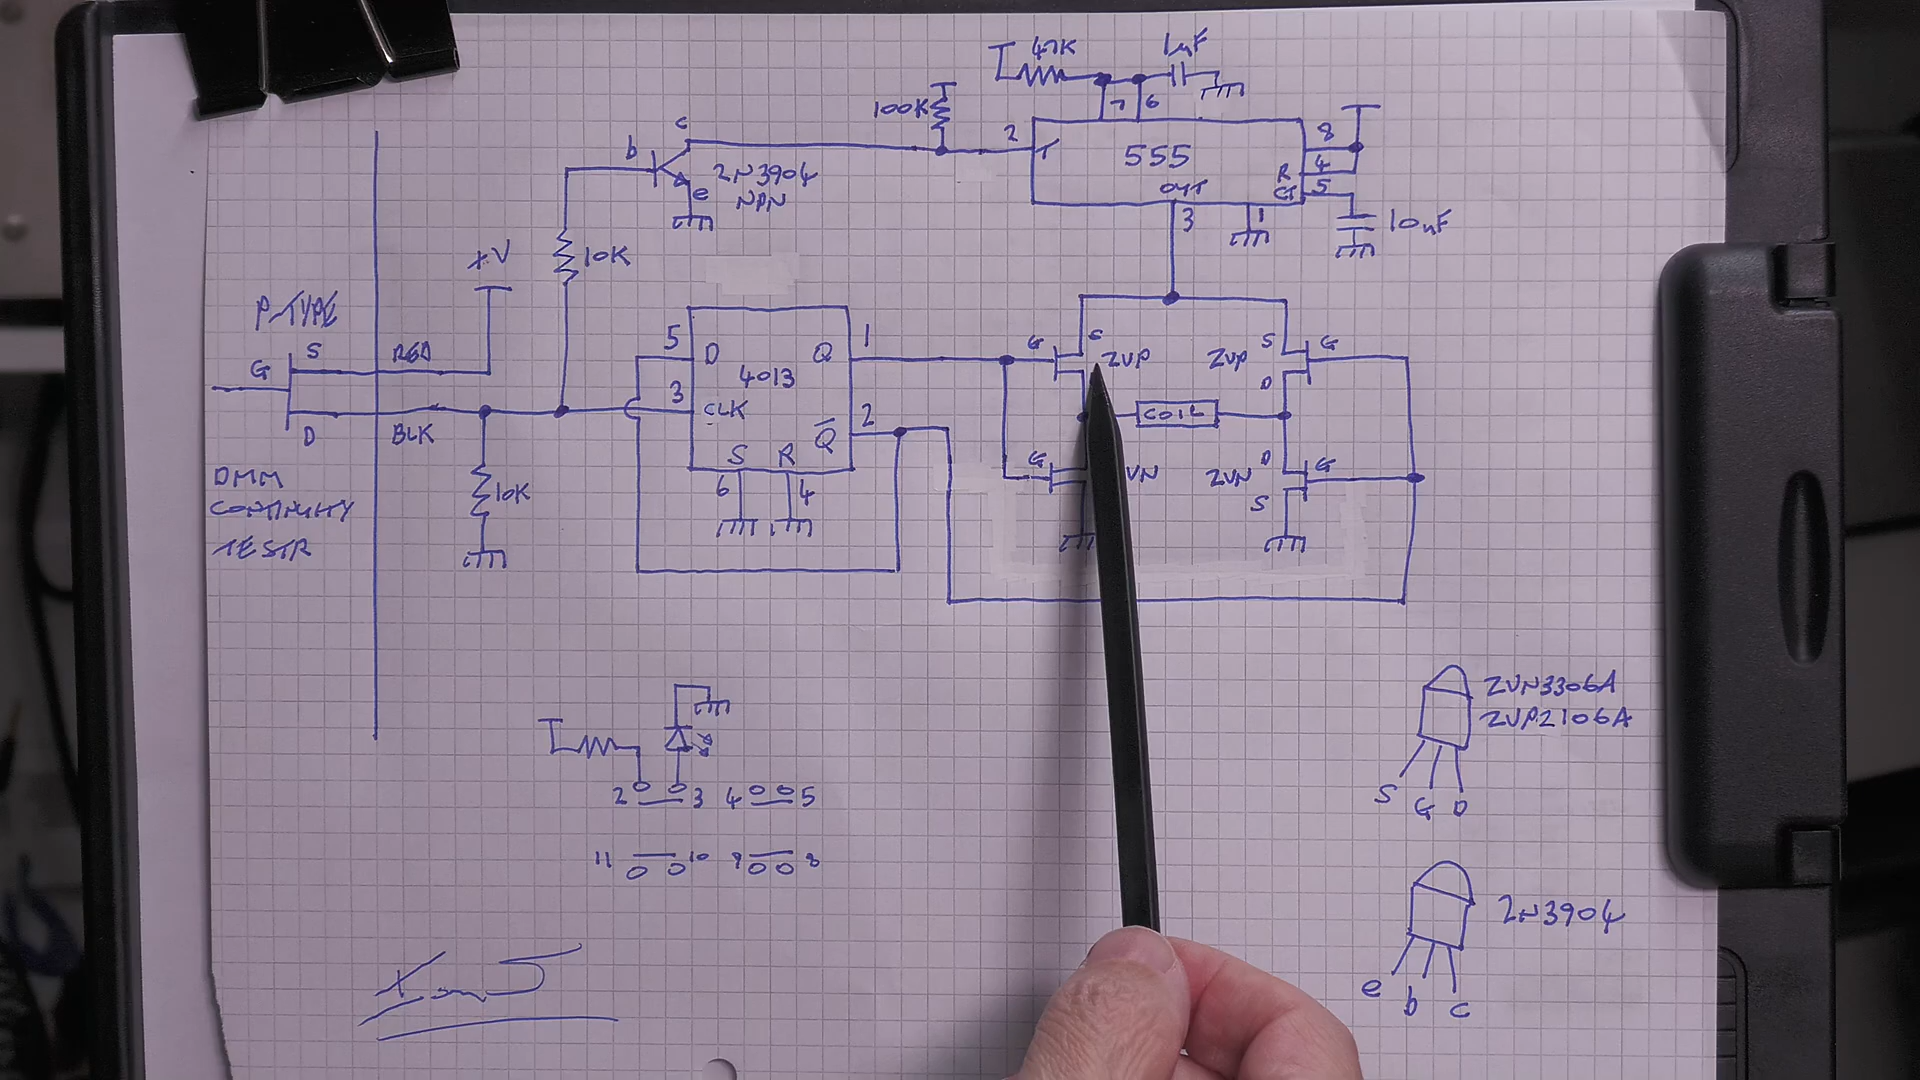 47K 1uF
100K
7 6
c
b
2N3904
NPN
e
2 T 555
OUT
R
CT
8
4
5
3 1
10uF
+V
10K
P-TYPE
S RED
G
D BLK
DMM
CONTINUITY
TESTR
10K
5 D Q 1
4013
3 CLK
Q̅ 2
S R
6 4
G S ZVP
ZVP S G
D
COIL
G VN
ZVN D G
S
2 3 4 5
11 10 9 8
ZVN3306A
ZVP2106A
S G D
2N3904
e b c